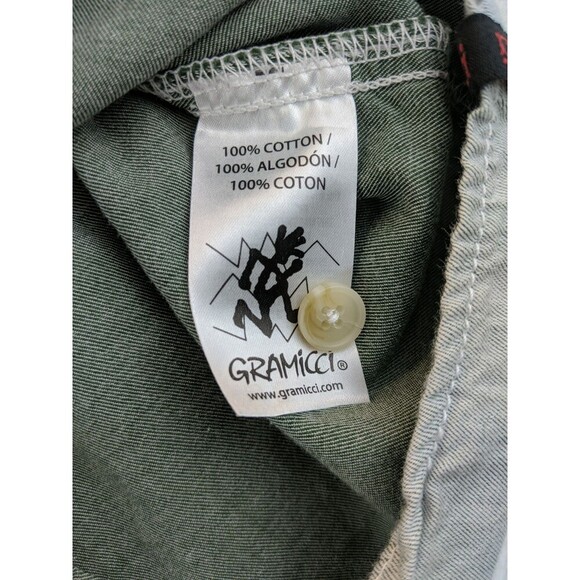 100% COTTON /
100% ALGODÓN /
100% COTON
GRAMiCCi®
www.gramicci.com